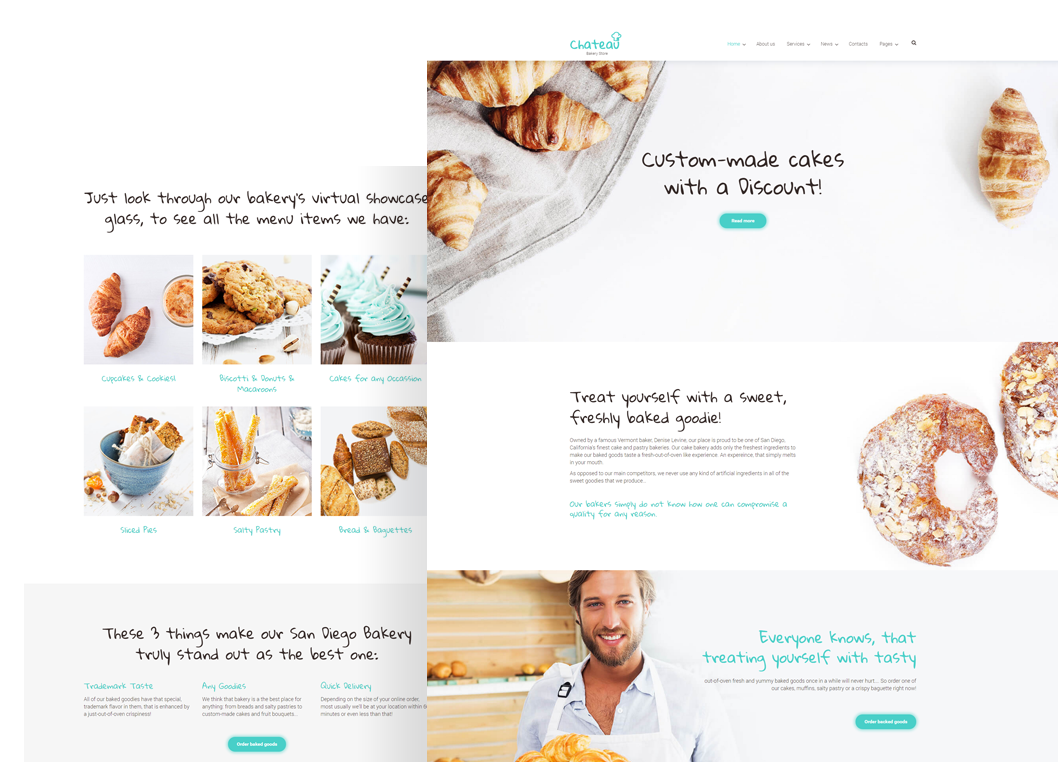 Chateau
Bakery Store
Home
About us
Services
News
Contacts
Pages
Custom-made cakes
with a Discount!
Read more
Treat yourself with a sweet,
freshly baked goodie!
Owned by a famous Vermont baker, Denise Levine, our place is proud to be one of San Diego,
California's finest cake and pastry bakeries. Our cake bakery adds only the freshest ingredients to
make our baked goods taste a fresh-out-of-oven like experience. An expeirence, that simply melts
in your mouth.
As opposed to our main competitors, we never use any kind of artificial ingredients in all of the
sweet goodies that we produce...
Our bakers simply do not know how one can compromise a
quality for any reason.
Everyone knows, that
treating yourself with tasty
out-of-oven fresh and yummy baked goods once in a while will never hurt... So order one of
our cakes, muffins, salty pastry or a crispy baguette right now!
Order backed goods
Just look through our bakery's virtual showcase
glass, to see all the menu items we have:
Cupcakes & Cookies!
Biscotti & Donuts &
Macaroons
Cakes for any Occassion
Sliced Pies
Salty Pastry
Bread & Baguettes
These 3 things make our San Diego Bakery
truly stand out as the best one:
Trademark Taste
All of our baked goods have that special,
trademark flavor in them, that is enhanced by
a just-out-of-oven crispiness!
Any Goodies
We think that bakery is a the best place for
anything: from breads and salty pastries to
custom-made cakes and fruit bouquets...
Quick Delivery
Depending on the size of your online order,
most usually we'll be at your location within
minutes or even less than that!
Order baked goods